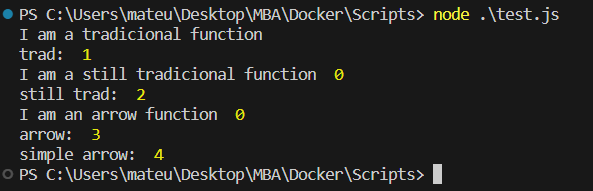 PS C:\Users\mateu\Desktop\MBA\Docker\Scripts> node .\test.js
I am a tradicional function
trad:  1
I am a still tradicional function  0
still trad:  2
I am an arrow function  0
arrow:  3
simple arrow:  4
PS C:\Users\mateu\Desktop\MBA\Docker\Scripts>